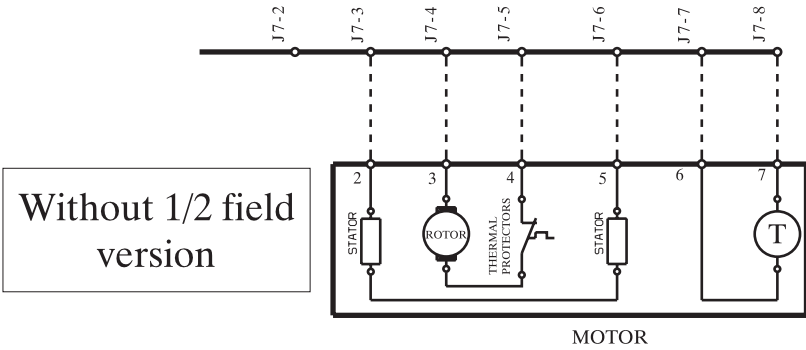 J7-2
J7-3
J7-4
J7-5
J7-6
J7-7
J7-8
2
3
4
5
6
7
Without 1/2 field
version
STATOR
ROTOR
THERMAL
PROTECTORS
STATOR
T
MOTOR